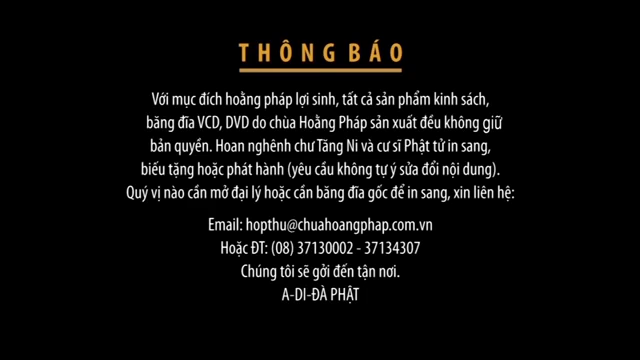 THÔNG BÁO
Với mục đích hoằng pháp lợi sinh, tất cả sản phẩm kinh sách,
băng đĩa VCD, DVD do chùa Hoằng Pháp sản xuất đều không giữ
bản quyền. Hoan nghênh chư Tăng Ni và cư sĩ Phật tử in sang,
biếu tặng hoặc phát hành (yêu cầu không tự ý sửa đổi nội dung).
Quý vị nào cần mở đại lý hoặc cần băng đĩa gốc để in sang, xin liên hệ:
Email: hopthu@chuahoangphap.com.vn
Hoặc ĐT: (08) 37130002 - 37134307
Chúng tôi sẽ gởi đến tận nơi.
A-DI-ĐÀ PHẬT